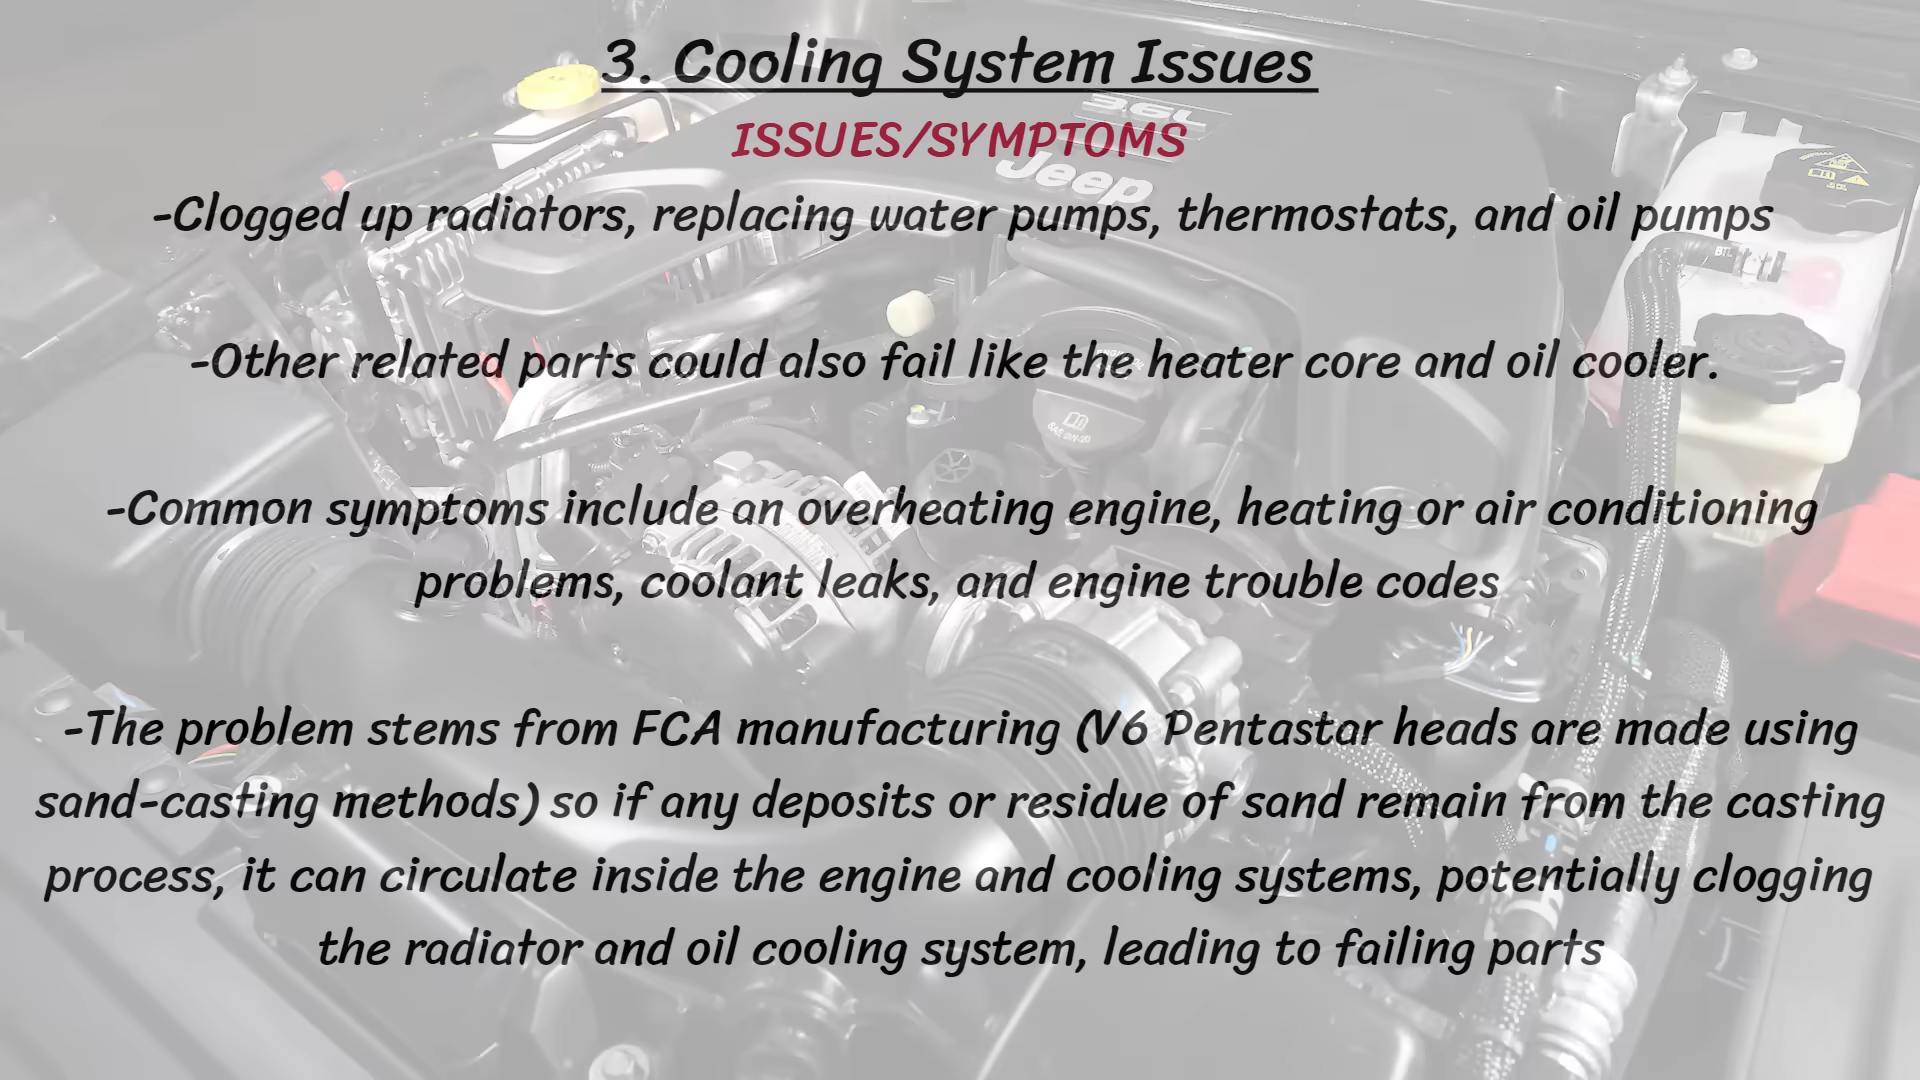 3. Cooling System Issues
ISSUES/SYMPTOMS
3.6L
Jeep
-Clogged up radiators, replacing water pumps, thermostats, and oil pumps
-Other related parts could also fail like the heater core and oil cooler.
-Common symptoms include an overheating engine, heating or air conditioning
problems, coolant leaks, and engine trouble codes
-The problem stems from FCA manufacturing (V6 Pentastar heads are made using
sand-casting methods) so if any deposits or residue of sand remain from the casting
process, it can circulate inside the engine and cooling systems, potentially clogging
the radiator and oil cooling system, leading to failing parts